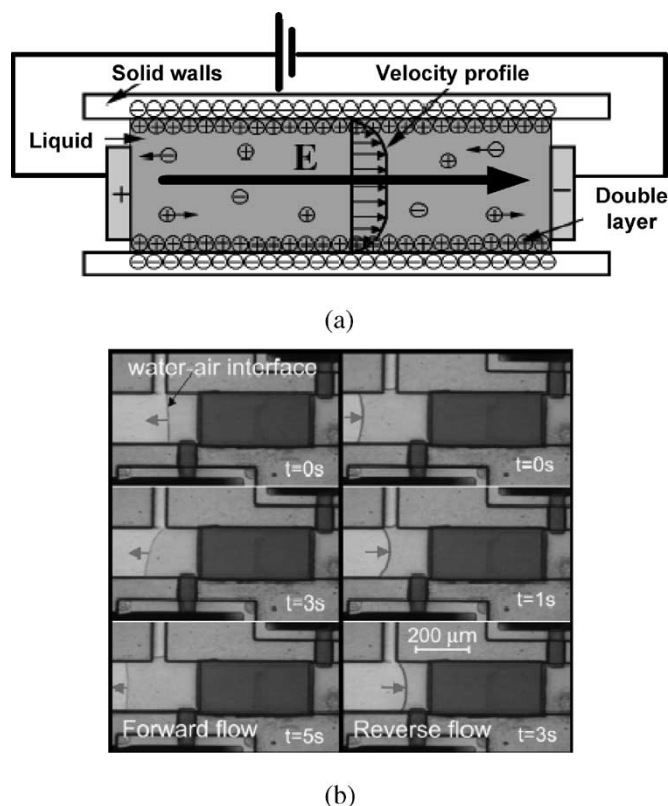 Solid walls
Velocity profile
Liquid
E
+
−
Double
layer
(a)
water-air interface
t=0s
t=0s
t=3s
t=1s
200 μm
Forward flow
t=5s
Reverse flow
t=3s
(b)